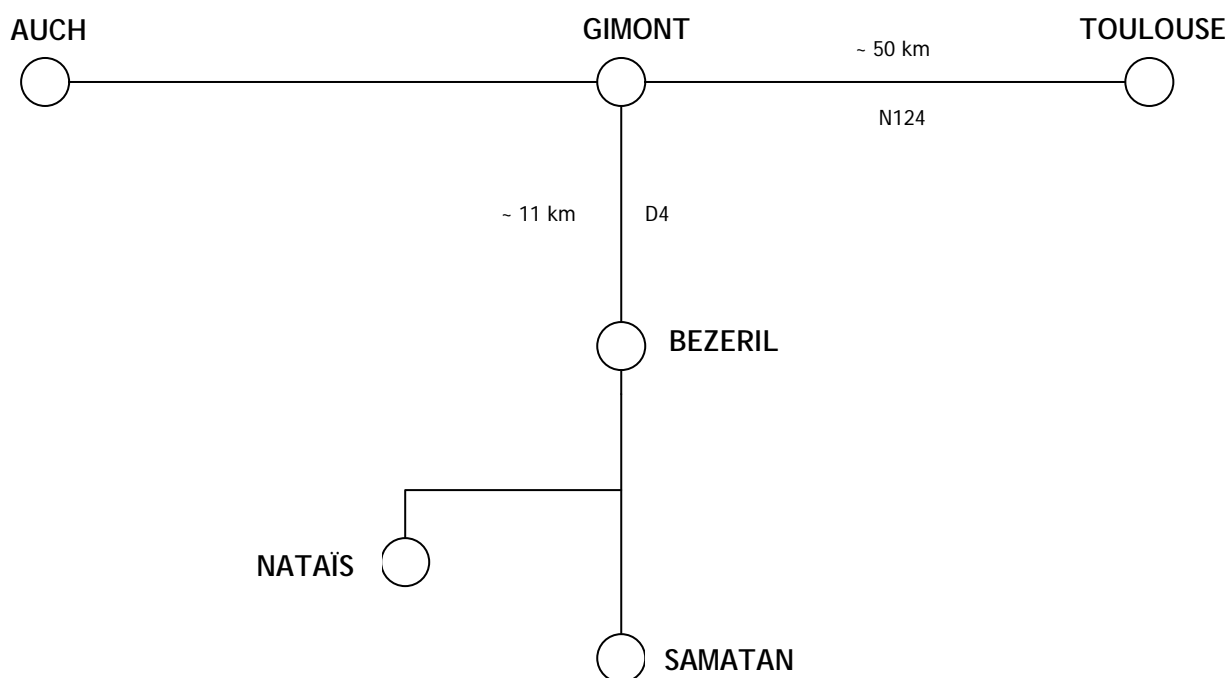 AUCH
GIMONT
TOULOUSE
~ 50 km
N124
~ 11 km
D4
BEZERIL
NATAÏS
SAMATAN